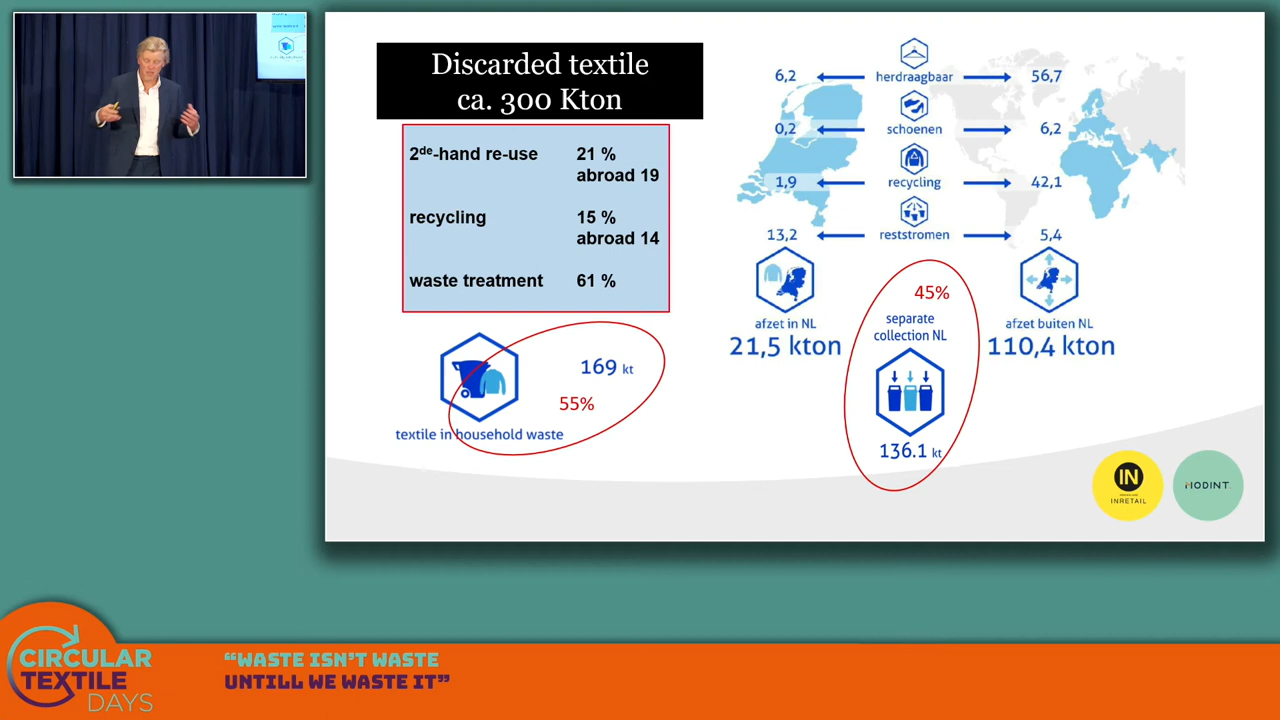 Discarded textile
ca. 300 Kton
2de-hand re-use 21 %
abroad 19
recycling 15 %
abroad 14
waste treatment 61 %
169 kt
55%
textile in household waste
6,2 herdraagbaar 56,7
0,2 schoenen 6,2
1,9 recycling 42,1
13,2 reststromen 5,4
afzet in NL
21,5 kton
45%
separate
collection NL
136.1 kt
afzet buiten NL
110,4 kton
IN
INRETAIL
MODINT
CIRCULAR
TEXTILE
DAYS
“WASTE ISN’T WASTE
UNTILL WE WASTE IT”